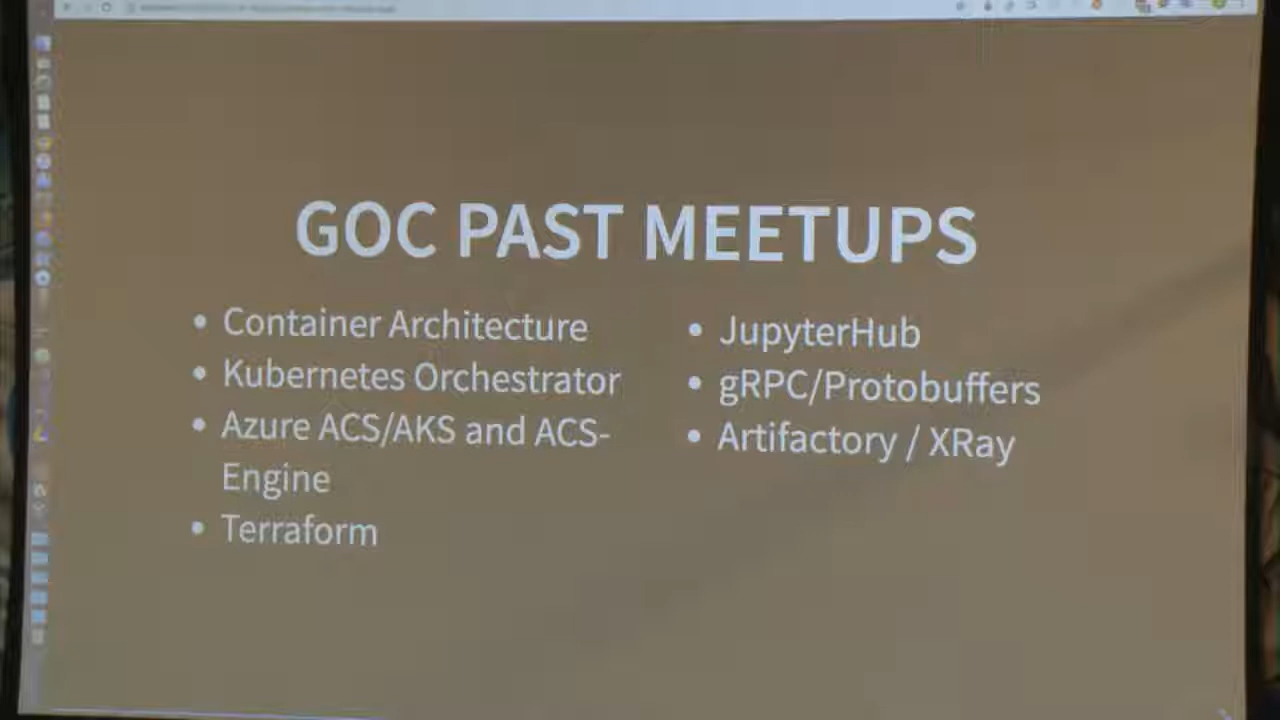 GOC PAST MEETUPS
• Container Architecture
• Kubernetes Orchestrator
• Azure ACS/AKS and ACS-
Engine
• Terraform
• JupyterHub
• gRPC/Protobuffers
• Artifactory / XRay